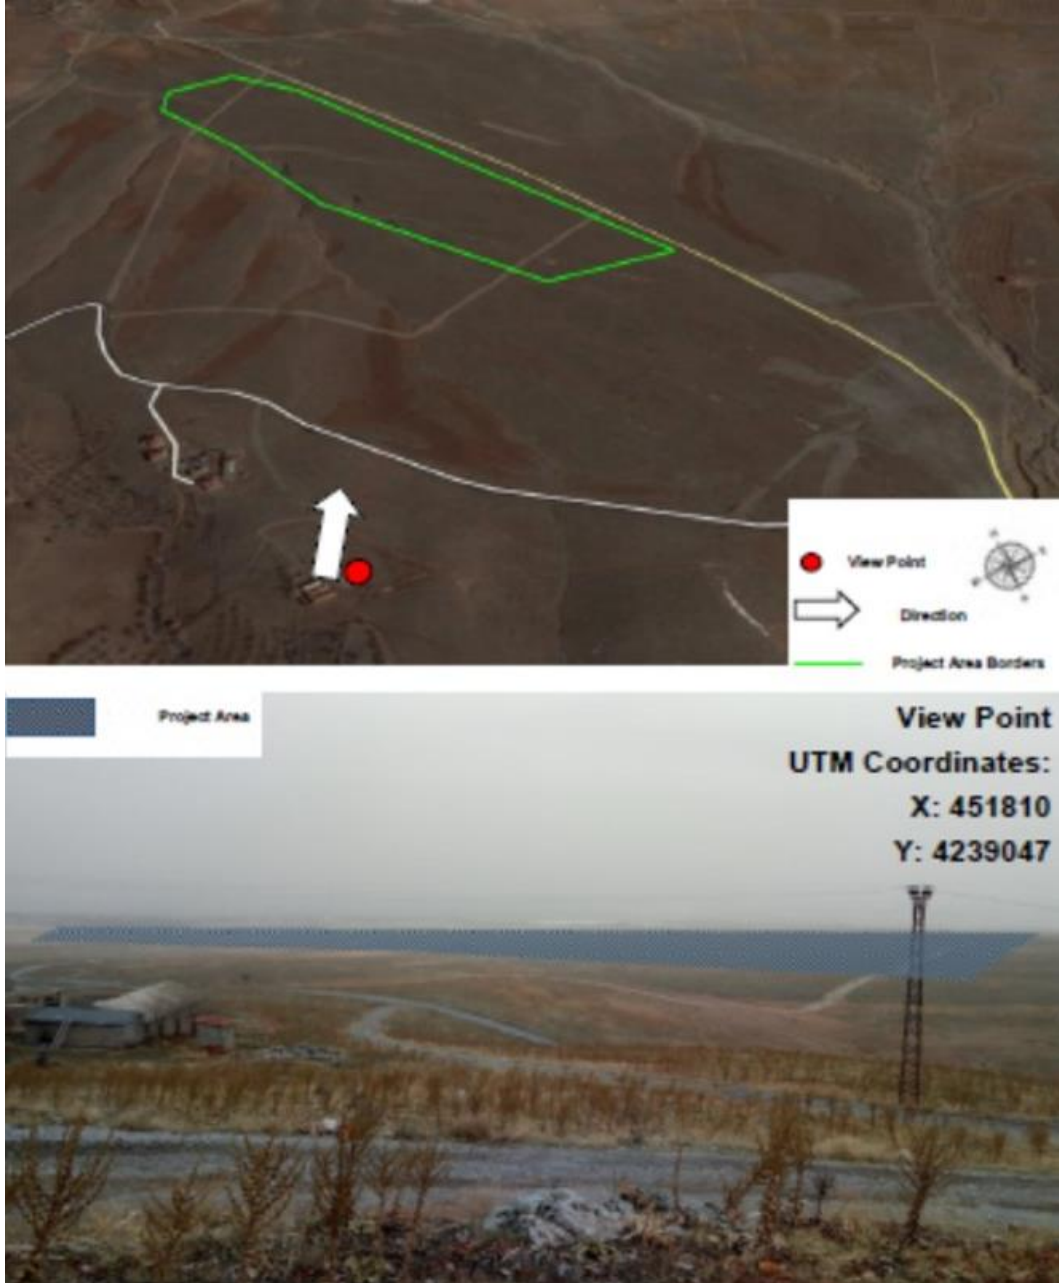 View Point
Direction
Project Area Borders
Project Area
View Point
UTM Coordinates:
X: 451810
Y: 4239047